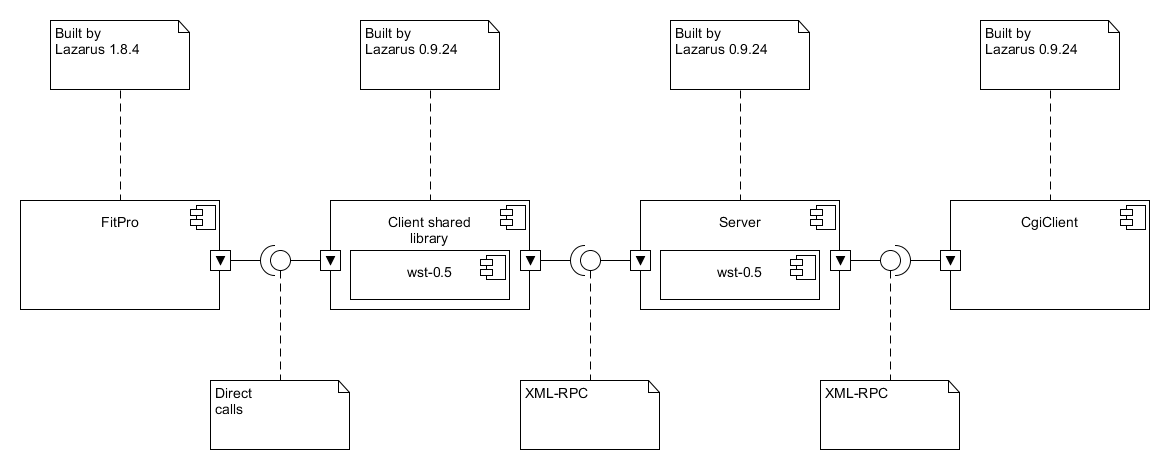 Built by
Lazarus 1.8.4
Built by
Lazarus 0.9.24
Built by
Lazarus 0.9.24
Built by
Lazarus 0.9.24
FitPro
Client shared
library
wst-0.5
Server
wst-0.5
CgiClient
Direct
calls
XML-RPC
XML-RPC